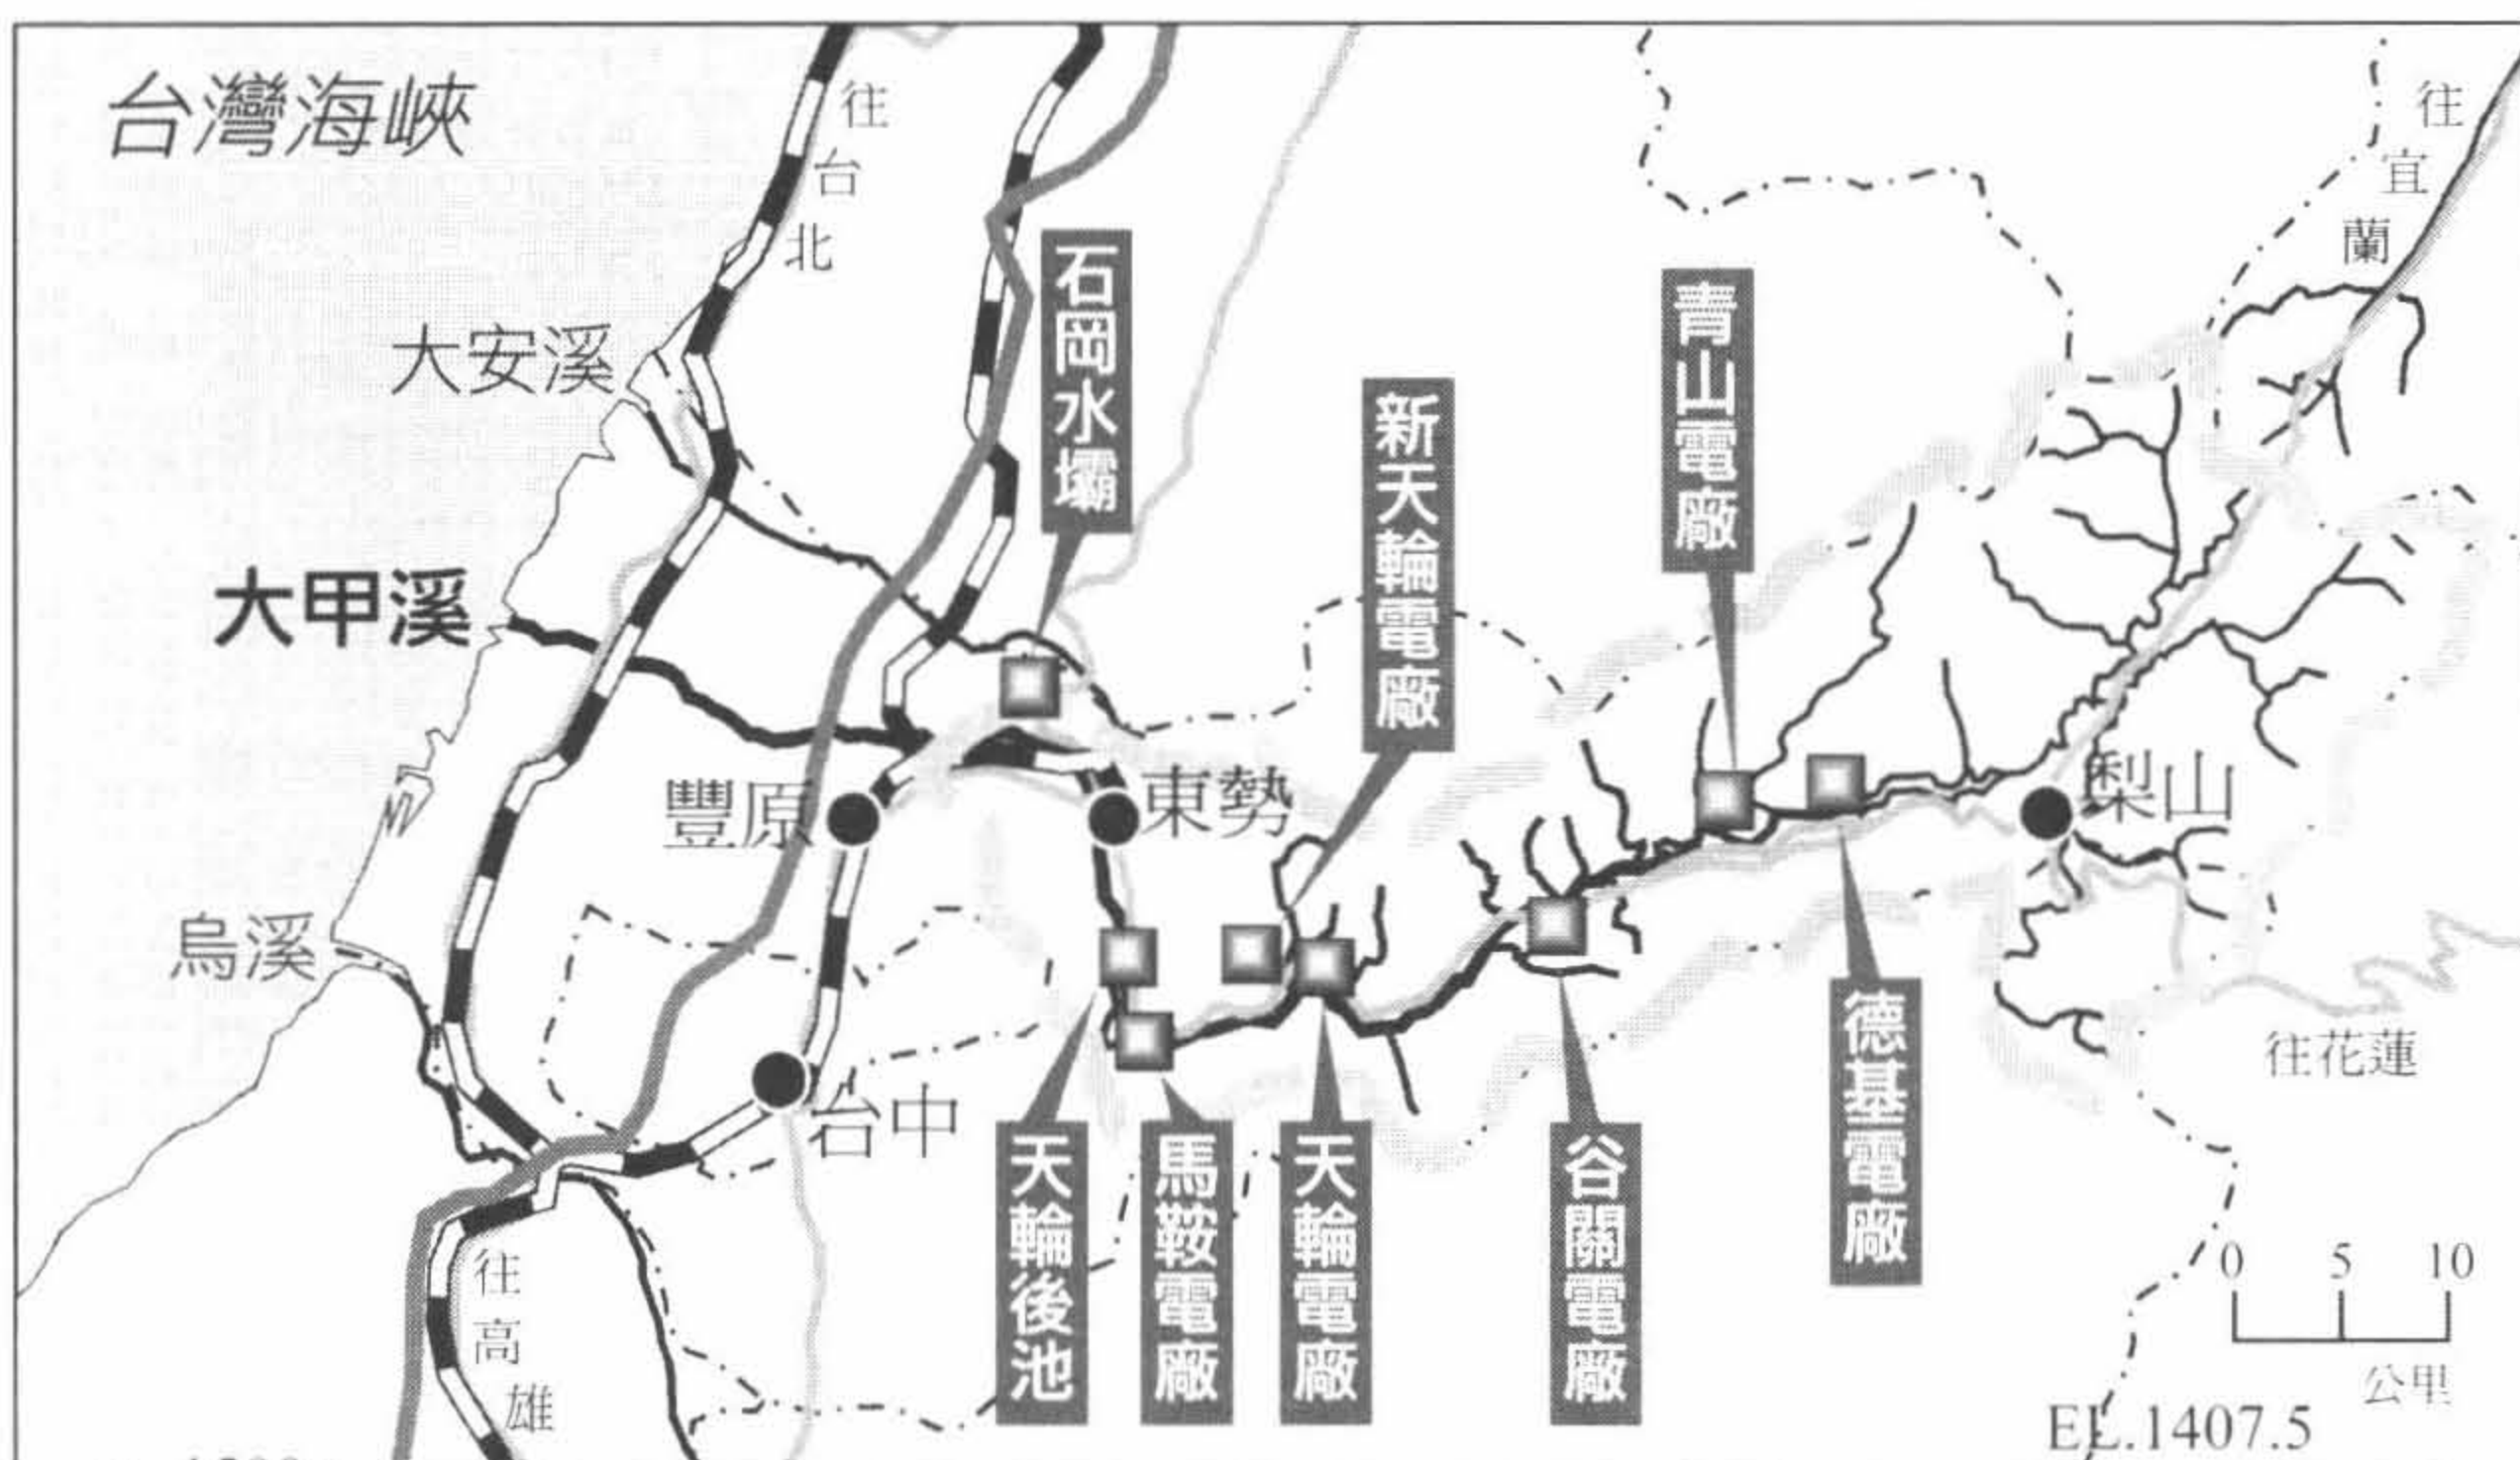 台灣海峽
往台北
往宜蘭
石岡水壩
青山電廠
大安溪
新天輪電廠
大甲溪
豐原
東勢
梨山
烏溪
德基電廠
往花蓮
台中
天輪後池
馬鞍電廠
天輪電廠
谷關電廠
往高雄
0 5 10
公里
EL.1407.5